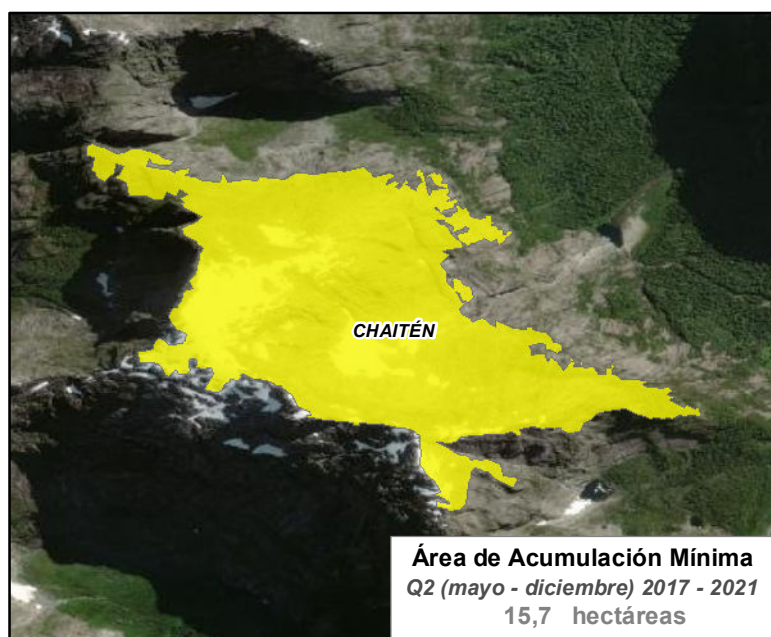 CHAITÉN
Área de Acumulación Mínima
Q2 (mayo - diciembre) 2017 - 2021
15,7 hectáreas